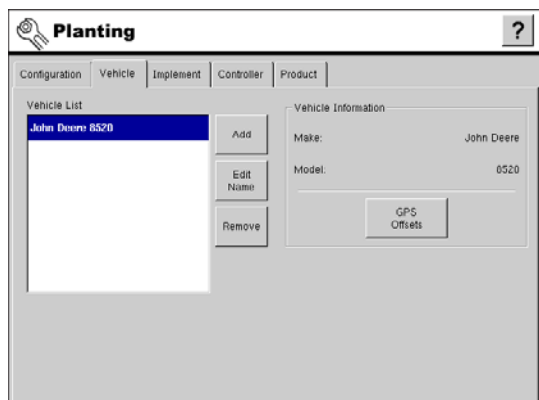 Planting
?
Configuration Vehicle Implement Controller Product
Vehicle List
John Deere 8520
Add
Edit
Name
Remove
Vehicle Information
Make: John Deere
Model: 8520
GPS
Offsets